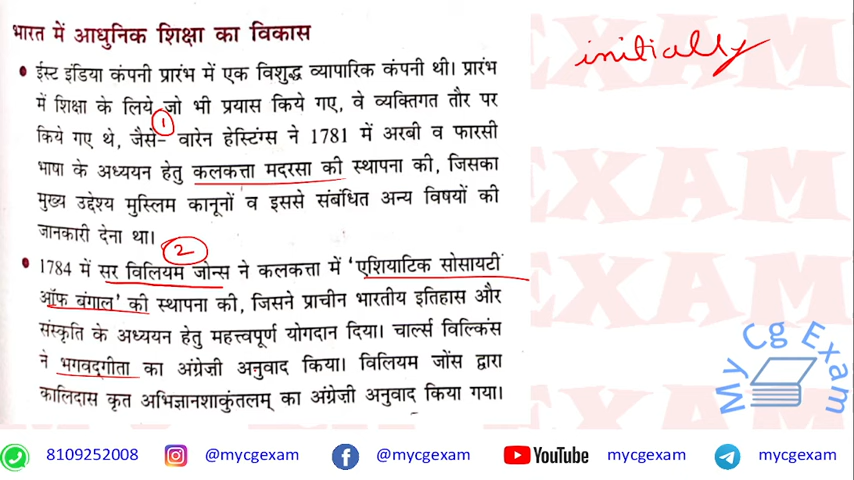 भारत में आधुनिक शिक्षा का विकास
initially
• ईस्ट इंडिया कंपनी प्रारंभ में एक विशुद्ध व्यापारिक कंपनी थी। प्रारंभ
में शिक्षा के लिये जो भी प्रयास किये गए, वे व्यक्तिगत तौर पर
1
किये गए थे, जैसे- वारेन हेस्टिंग्स ने 1781 में अरबी व फारसी
भाषा के अध्ययन हेतु कलकत्ता मदरसा की स्थापना की, जिसका
मुख्य उद्देश्य मुस्लिम कानूनों व इससे संबंधित अन्य विषयों की
जानकारी देना था।
2
• 1784 में सर विलियम जोन्स ने कलकत्ता में 'एशियाटिक सोसायटी
ऑफ बंगाल' की स्थापना की, जिसने प्राचीन भारतीय इतिहास और
संस्कृति के अध्ययन हेतु महत्त्वपूर्ण योगदान दिया। चार्ल्स विल्किंस
ने भगवद्गीता का अंग्रेज़ी अनुवाद किया। विलियम जोंस द्वारा
कालिदास कृत अभिज्ञानशाकुंतलम् का अंग्रेज़ी अनुवाद किया गया।
EXAM
EXAM
EXAM
My Cg Exam
8109252008 @mycgexam @mycgexam YouTube mycgexam mycgexam